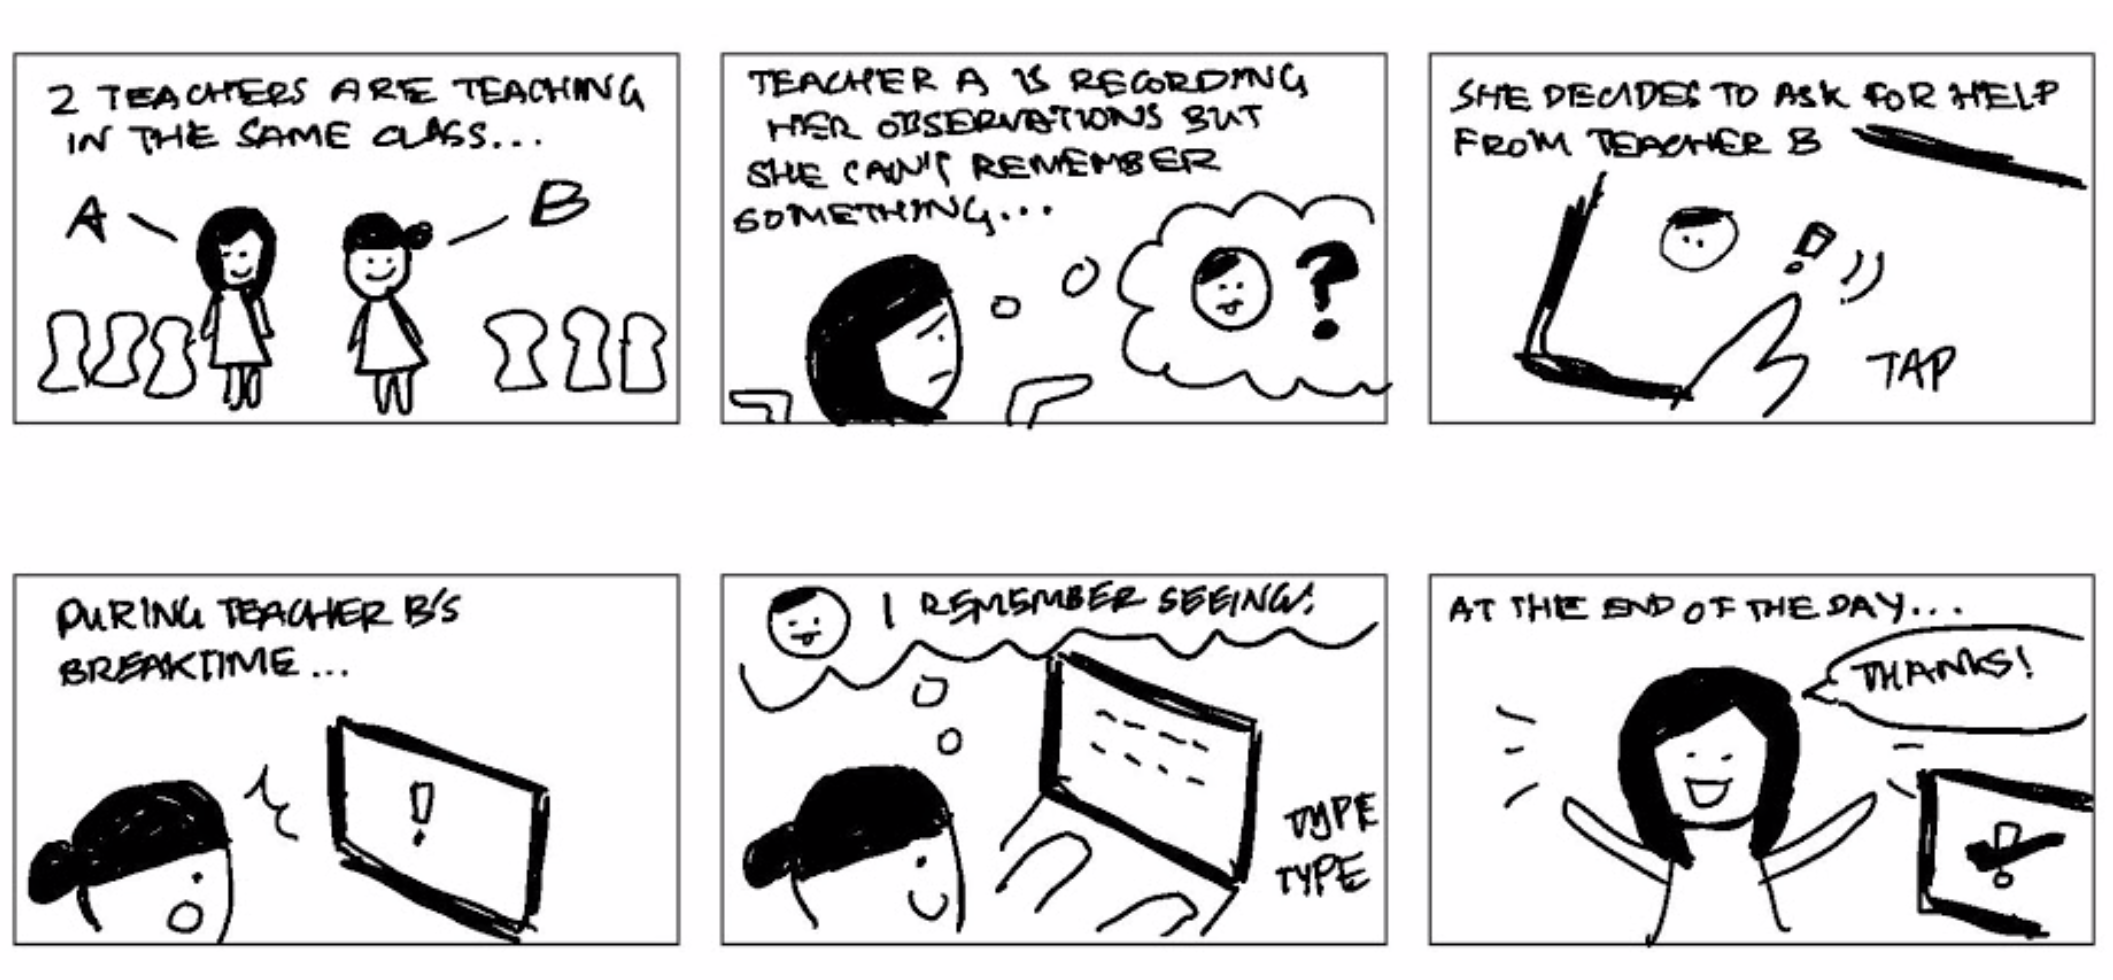 2 TEACHERS ARE TEACHING
IN THE SAME CLASS...
A
B
TEACHER A IS RECORDING
HER OBSERVATIONS BUT
SHE CAN'T REMEMBER
SOMETHING...
?
SHE DECIDES TO ASK FOR HELP
FROM TEACHER B
!
TAP
DURING TEACHER B'S
BREAKTIME...
!
I REMEMBER SEEING!
TYPE
TYPE
AT THE END OF THE DAY...
THANKS!
!